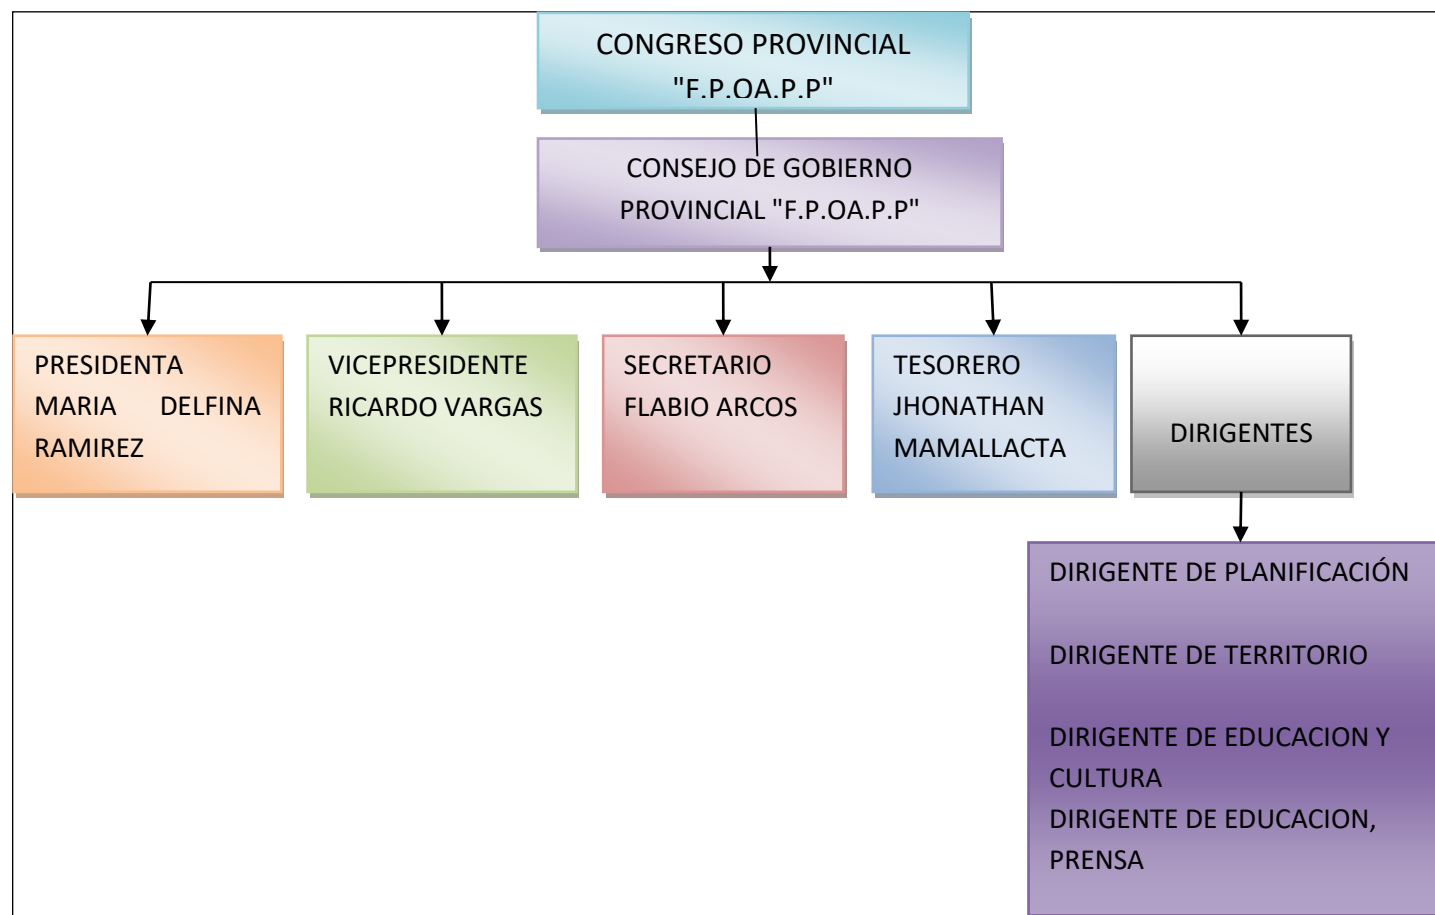 CONGRESO PROVINCIAL
"F.P.OA.P.P"
CONSEJO DE GOBIERNO
PROVINCIAL "F.P.OA.P.P"
PRESIDENTA
MARIA DELFINA
RAMIREZ
VICEPRESIDENTE
RICARDO VARGAS
SECRETARIO
FLABIO ARCOS
TESORERO
JHONATHAN
MAMALLACTA
DIRIGENTES
DIRIGENTE DE PLANIFICACIÓN
DIRIGENTE DE TERRITORIO
DIRIGENTE DE EDUCACION Y
CULTURA
DIRIGENTE DE EDUCACION,
PRENSA